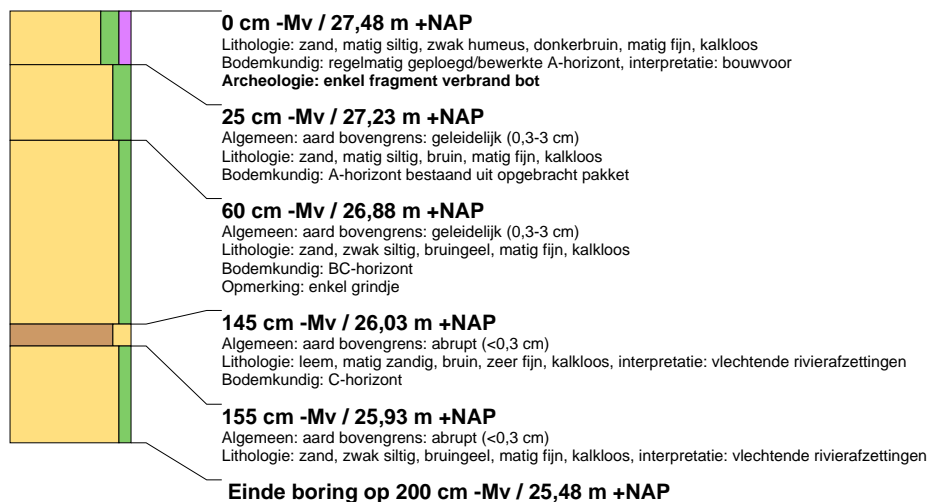 0 cm -Mv / 27,48 m +NAP
Lithologie: zand, matig siltig, zwak humeus, donkerbruin, matig fijn, kalkloos
Bodemkundig: regelmatig geploegd/bewerkte A-horizont, interpretatie: bouwvoor
Archeologie: enkel fragment verbrand bot
25 cm -Mv / 27,23 m +NAP
Algemeen: aard bovengrens: geleidelijk (0,3-3 cm)
Lithologie: zand, matig siltig, bruin, matig fijn, kalkloos
Bodemkundig: A-horizont bestaand uit opgebracht pakket
60 cm -Mv / 26,88 m +NAP
Algemeen: aard bovengrens: geleidelijk (0,3-3 cm)
Lithologie: zand, zwak siltig, bruingeel, matig fijn, kalkloos
Bodemkundig: BC-horizont
Opmerking: enkel grindje
145 cm -Mv / 26,03 m +NAP
Algemeen: aard bovengrens: abrupt (<0,3 cm)
Lithologie: leem, matig zandig, bruin, zeer fijn, kalkloos, interpretatie: vlechtende rivierafzettingen
Bodemkundig: C-horizont
155 cm -Mv / 25,93 m +NAP
Algemeen: aard bovengrens: abrupt (<0,3 cm)
Lithologie: zand, zwak siltig, bruingeel, matig fijn, kalkloos, interpretatie: vlechtende rivierafzettingen
Einde boring op 200 cm -Mv / 25,48 m +NAP